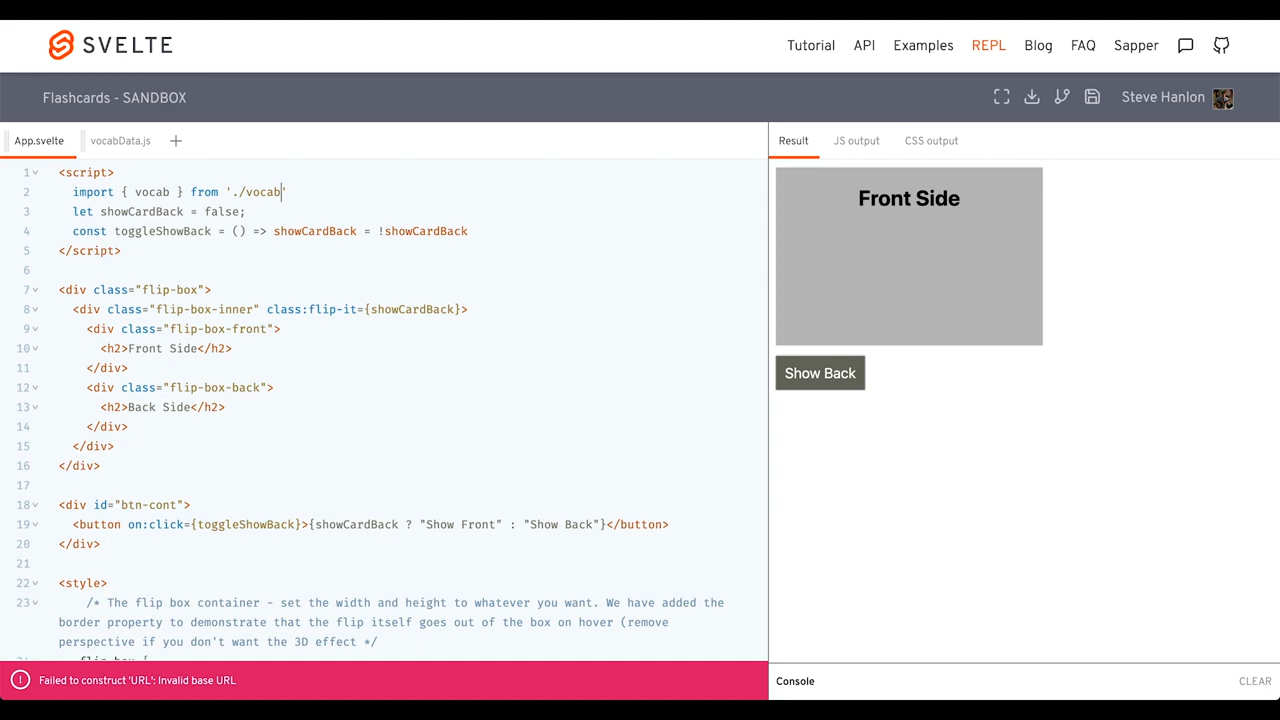 SVELTE
Tutorial API Examples REPL Blog FAQ Sapper
Flashcards - SANDBOX
Steve Hanlon
App.svelte vocabData.js +
Result JS output CSS output
1 <script>
2 import { vocab } from './vocab'
3 let showCardBack = false;
4 const toggleShowBack = () => showCardBack = !showCardBack
5 </script>
6
7 <div class="flip-box">
8 <div class="flip-box-inner" class:flip-it={showCardBack}>
9 <div class="flip-box-front">
10 <h2>Front Side</h2>
11 </div>
12 <div class="flip-box-back">
13 <h2>Back Side</h2>
14 </div>
15 </div>
16 </div>
17
18 <div id="btn-cont">
19 <button on:click={toggleShowBack}>{showCardBack ? "Show Front" : "Show Back"}</button>
20 </div>
21
22 <style>
23 /* The flip box container - set the width and height to whatever you want. We have added the
border property to demonstrate that the flip itself goes out of the box on hover (remove
perspective if you don't want the 3D effect */
Failed to construct 'URL': Invalid base URL
Front Side
Show Back
Console
CLEAR